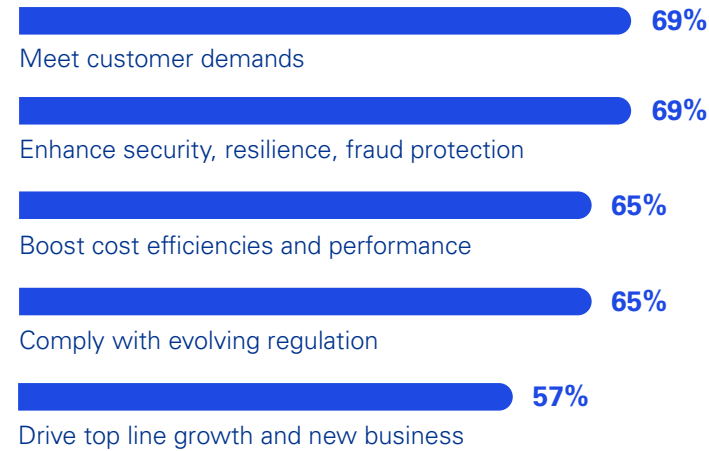 69%
Meet customer demands
69%
Enhance security, resilience, fraud protection
65%
Boost cost efficiencies and performance
65%
Comply with evolving regulation
57%
Drive top line growth and new business